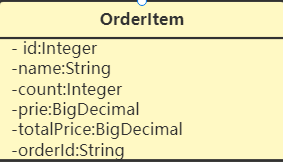 OrderItem
- id:Integer
-name:String
-count:Integer
-prie:BigDecimal
-totalPrice:BigDecimal
-orderId:String